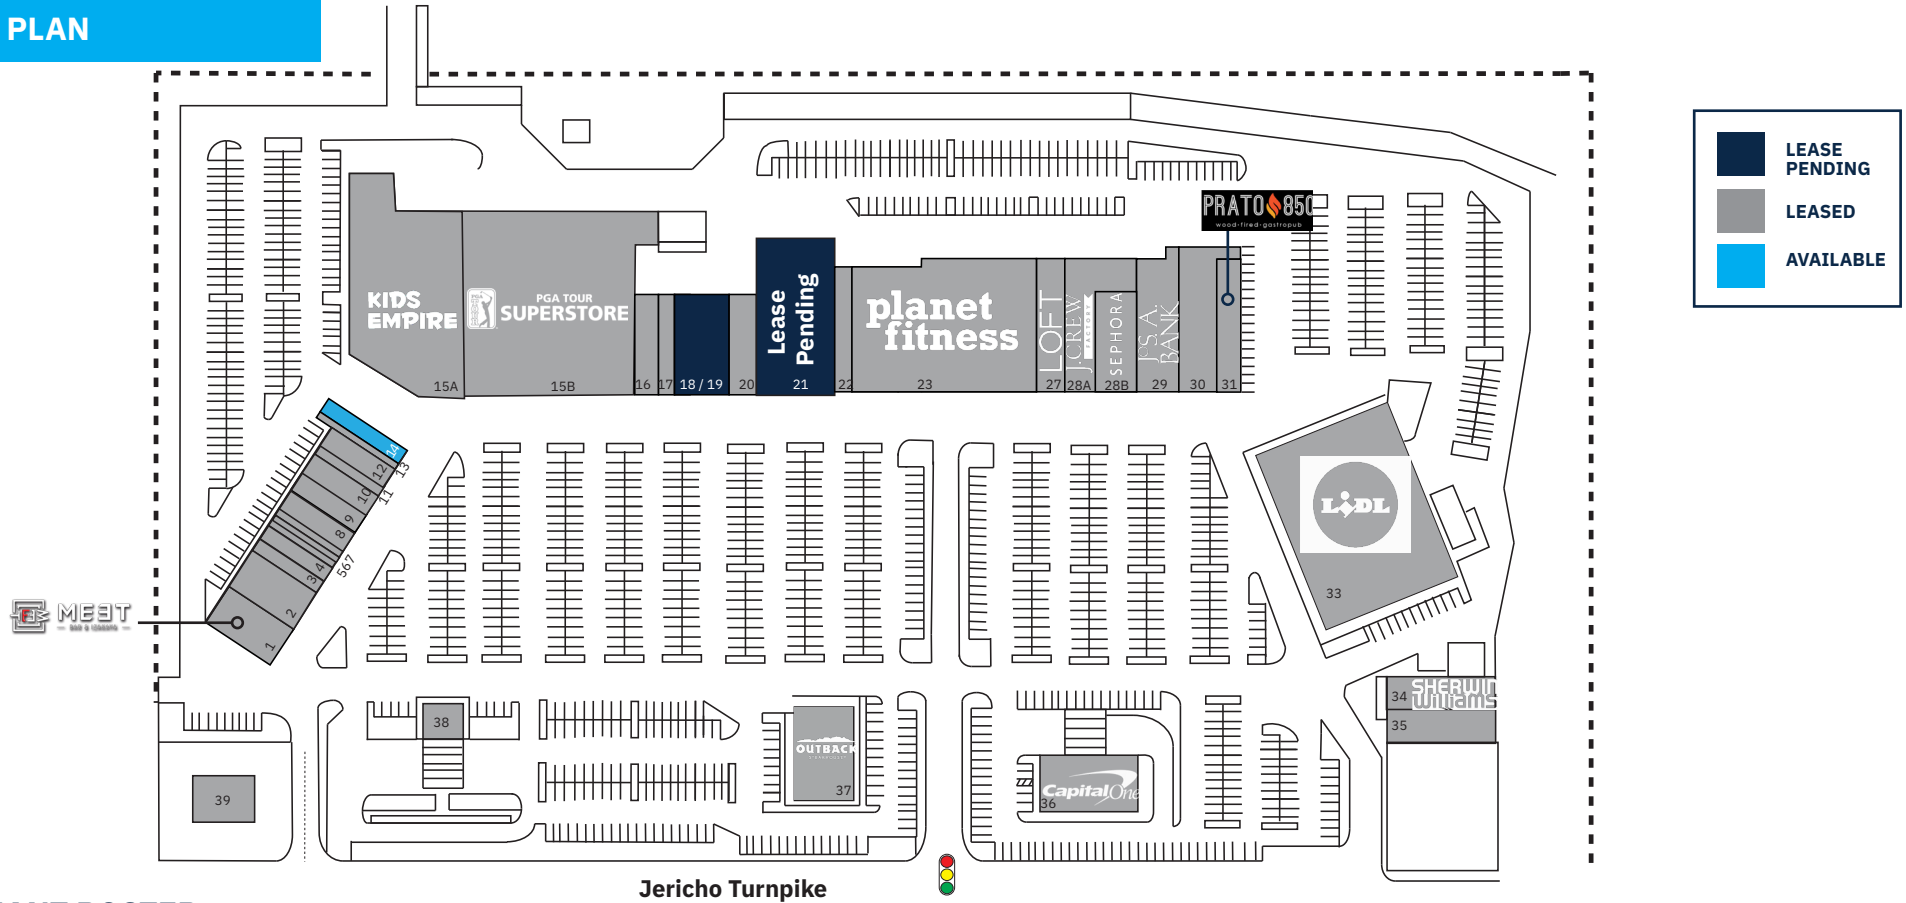 PLAN
LEASE
PENDING
LEASED
AVAILABLE
PRATO 850
wood-fired-gastropub
KIDS
EMPIRE
PGA TOUR
SUPERSTORE
Lease
Pending
planet
fitness
LOFT
J.CREW
FACTORY
SEPHORA
JOS. A.
BANK
15A
15B
16
17
18 / 19
20
21
22
23
27
28A
28B
29
30
31
14
13
12
11
10
9
8
567
4
3
2
1
MEET
LIDL
33
34
SHERWIN
WILLIAMS
35
38
OUTBACK
37
CapitalOne
36
39
Jericho Turnpike